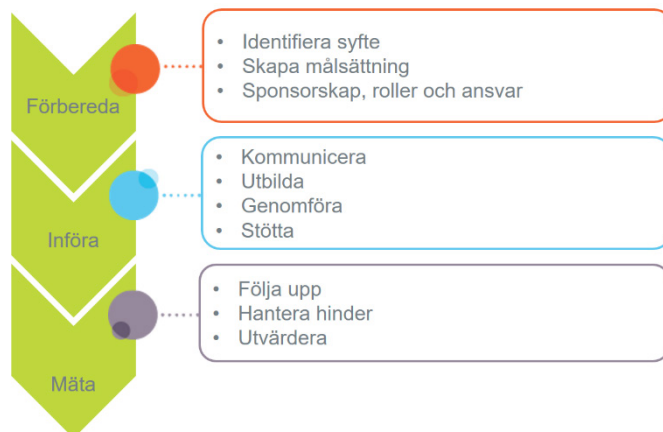 Förbereda
• Identifiera syfte
• Skapa målsättning
• Sponsorskap, roller och ansvar
Införa
• Kommunicera
• Utbilda
• Genomföra
• Stötta
Mäta
• Följa upp
• Hantera hinder
• Utvärdera